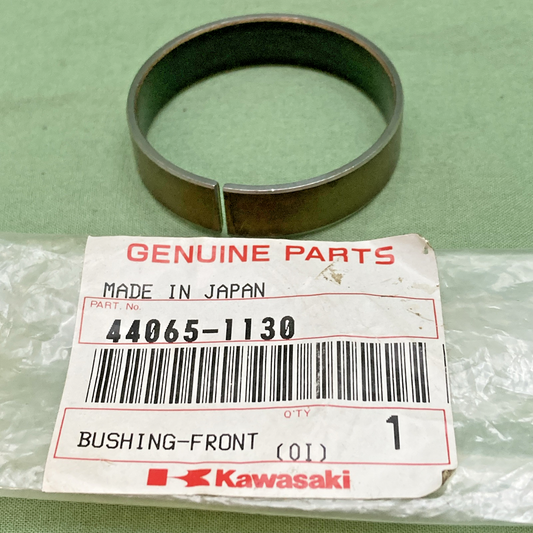 GENUINE PARTS
MADE IN JAPAN
PART. No.
44065-1130
Q'TY
BUSHING-FRONT (OI) 1
Kawasaki